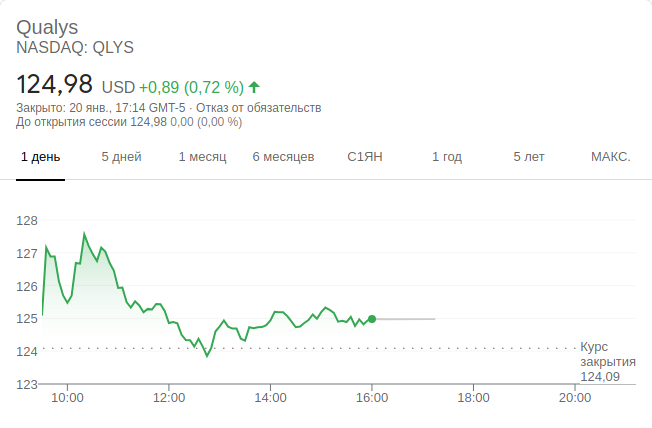 Qualys
NASDAQ: QLYS
124,98 USD +0,89 (0,72 %)
Закрыто: 20 янв., 17:14 GMT-5 · Отказ от обязательств
До открытия сессии 124,98 0,00 (0,00 %)
1 день 5 дней 1 месяц 6 месяцев С1ЯН 1 год 5 лет МАКС.
128
127
126
125
124
123
Курс
закрытия
124,09
10:00 12:00 14:00 16:00 18:00 20:00